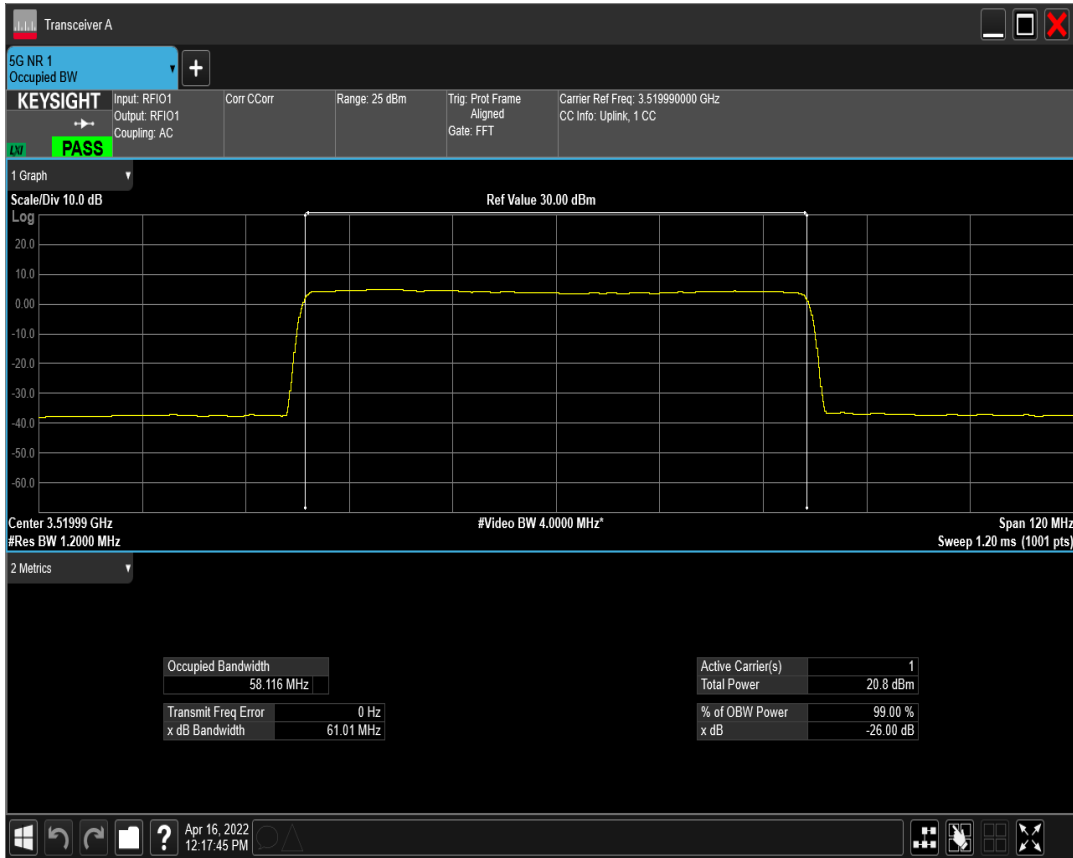 Transceiver A
5G NR 1
Occupied BW
+
KEYSIGHT
LXI
PASS
Input: RFIO1
Output: RFIO1
Coupling: AC
Corr CCorr
Range: 25 dBm
Trig: Prot Frame
Aligned
Gate: FFT
Carrier Ref Freq: 3.519990000 GHz
CC Info: Uplink, 1 CC
1 Graph
Scale/Div 10.0 dB
Ref Value 30.00 dBm
Log
20.0
10.0
0.00
-10.0
-20.0
-30.0
-40.0
-50.0
-60.0
Center 3.51999 GHz
#Video BW 4.0000 MHz*
Span 120 MHz
#Res BW 1.2000 MHz
Sweep 1.20 ms (1001 pts)
2 Metrics
Occupied Bandwidth
58.116 MHz
Transmit Freq Error 0 Hz
x dB Bandwidth 61.01 MHz
Active Carrier(s) 1
Total Power 20.8 dBm
% of OBW Power 99.00 %
x dB -26.00 dB
?
Apr 16, 2022
12:17:45 PM